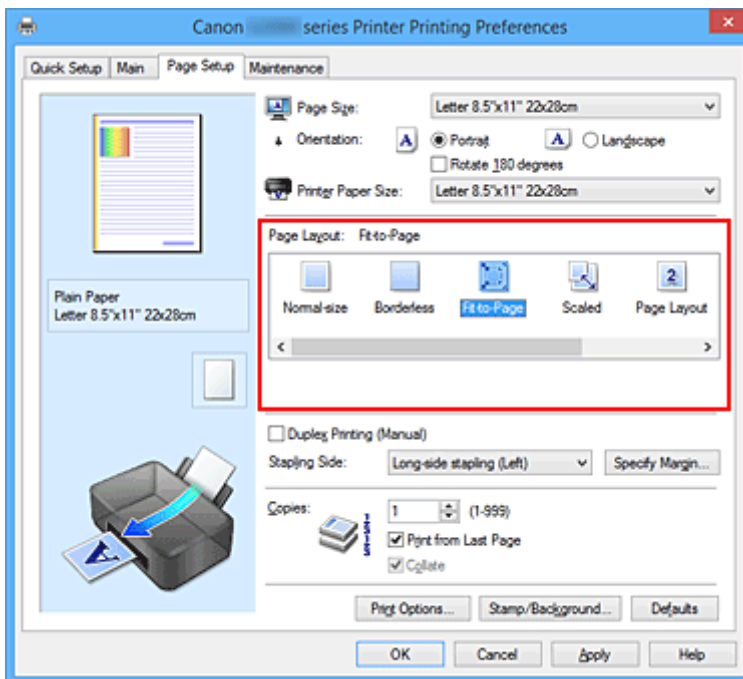 Canon series Printer Printing Preferences
Quick Setup Main Page Setup Maintenance
Page Size: Letter 8.5"x11" 22x28cm
Orientation: A Portrait A Landscape
Rotate 180 degrees
Printer Paper Size: Letter 8.5"x11" 22x28cm
Page Layout: Fit-to-Page
2
Normal-size Borderless Fit-to-Page Scaled Page Layout
Plain Paper
Letter 8.5"x11" 22x28cm
Duplex Printing (Manual)
Stapling Side: Long-side stapling (Left) Specify Margin...
Copies: 1 (1-999)
Print from Last Page
Collate
A
Print Options... Stamp/Background... Defaults
OK Cancel Apply Help